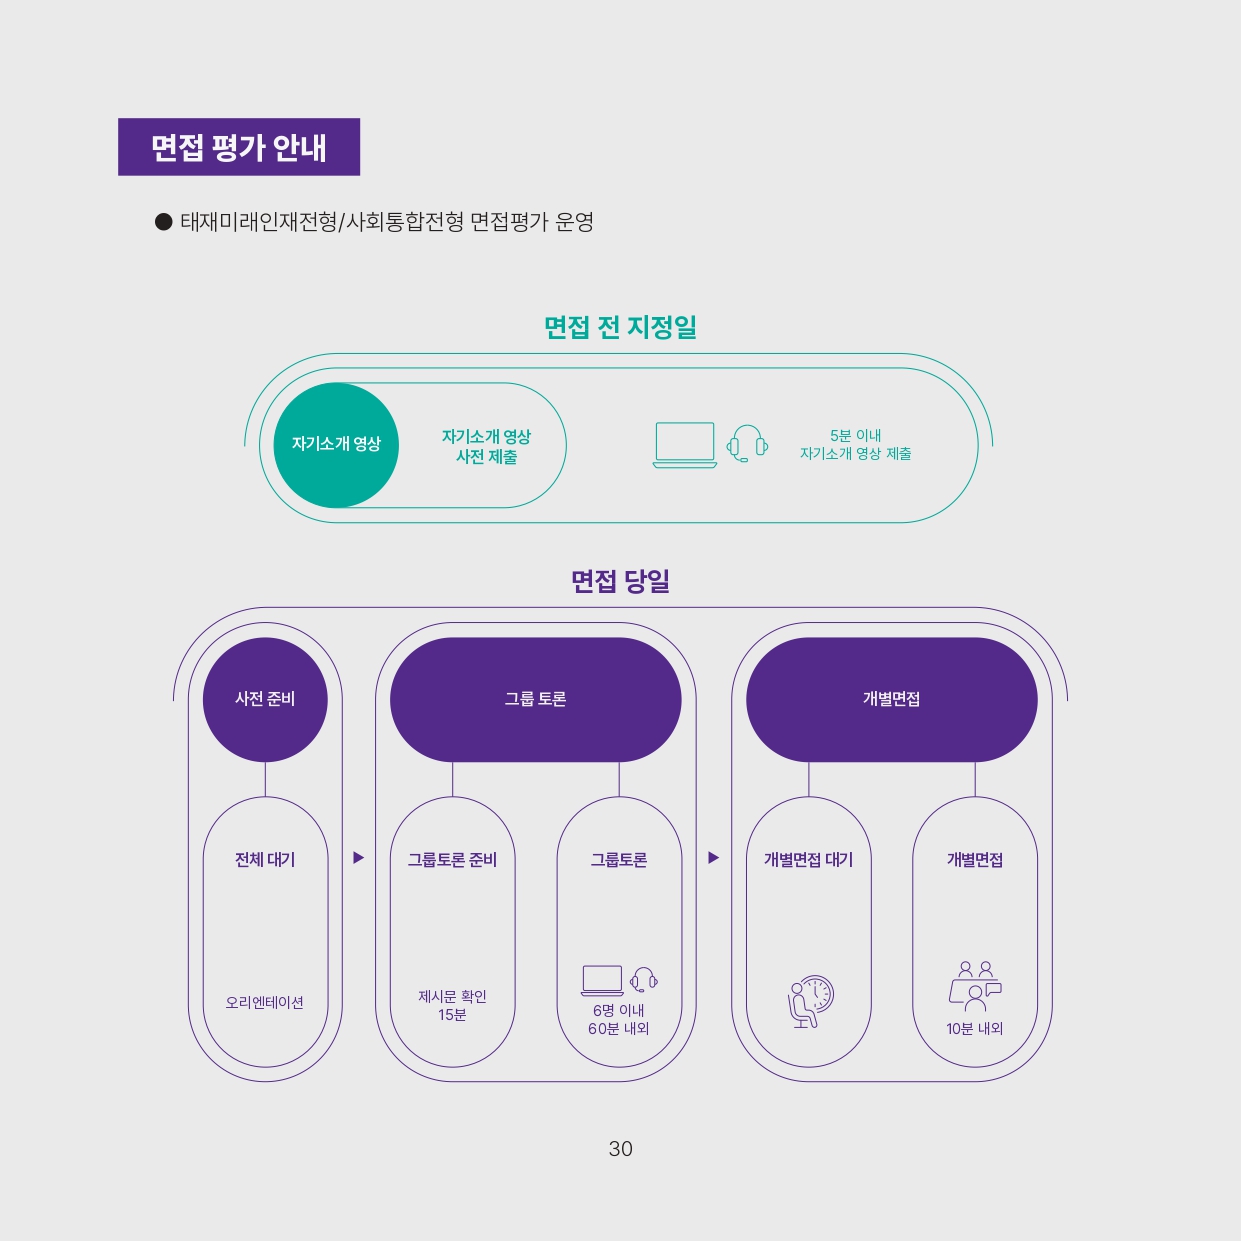 면접 평가 안내
● 태재미래인재전형/사회통합전형 면접평가 운영
면접 전 지정일
자기소개 영상
자기소개 영상
사전 제출
5분 이내
자기소개 영상 제출
면접 당일
사전 준비
그룹 토론
개별면접
전체 대기
그룹토론 준비
그룹토론
개별면접 대기
개별면접
오리엔테이션
제시문 확인
15분
6명 이내
60분 내외
10분 내외
30